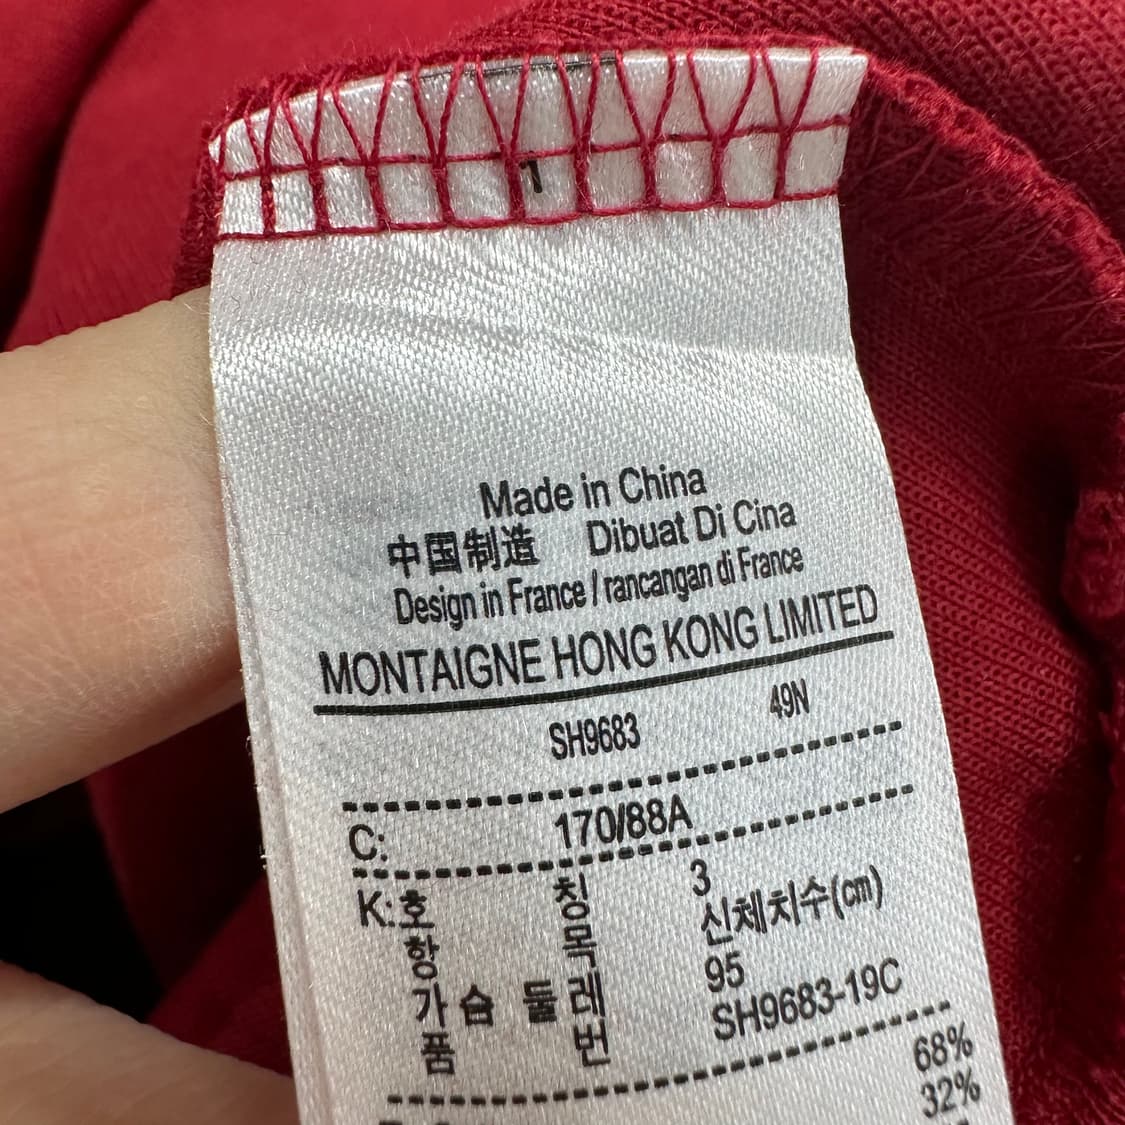 1
Made in China
中国制造 Dibuat Di Cina
Design in France / rancangan di France
MONTAIGNE HONG KONG LIMITED
SH9683 49N
C: 170/88A
K: 호칭 3
항목 신체치수(cm)
가슴둘레 95
품번 SH9683-19C
68%
32%